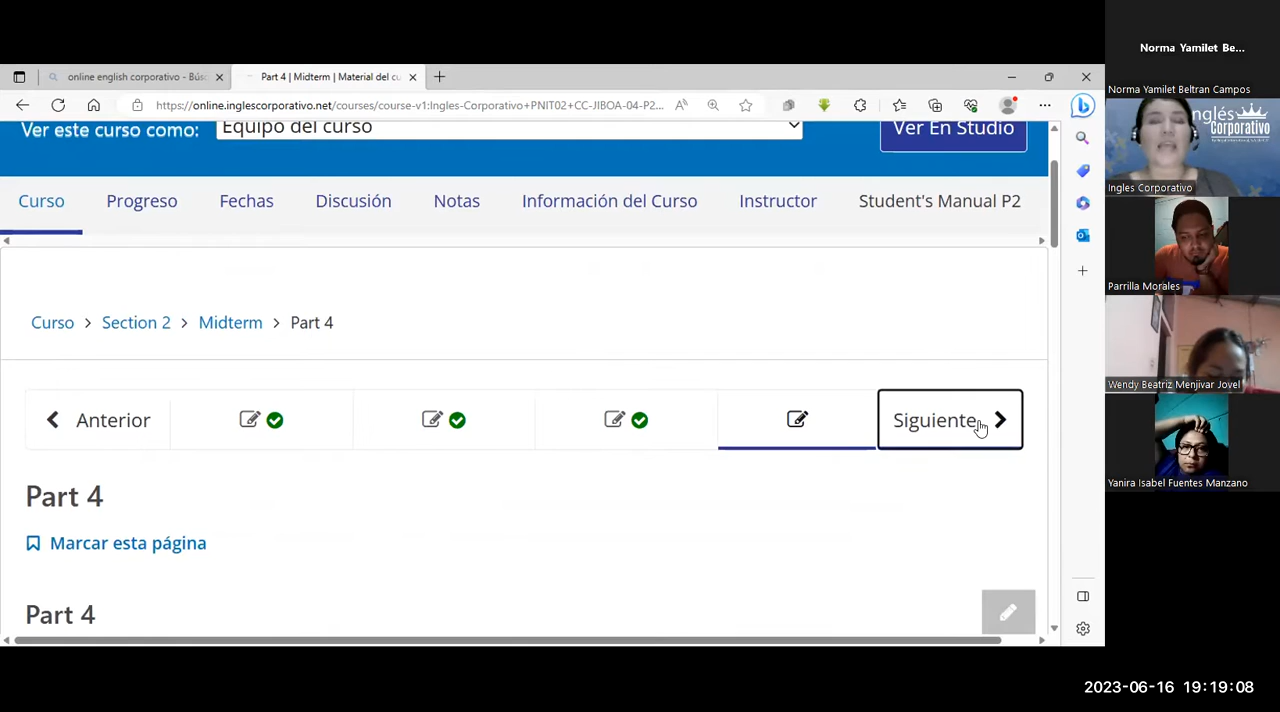 Norma Yamilet Be...
online english corporativo - Bús
Part 4 | Midterm | Material del cu
https://online.inglescorporativo.net/courses/course-v1:Ingles-Corporativo+PNIT02+CC-JIBOA-04-P2...
Norma Yamilet Beltran Campos
Ver este curso como:
Equipo del curso
Ver En Studio
Inglés
Corporativo
Ingles Corporativo
Curso
Progreso
Fechas
Discusión
Notas
Información del Curso
Instructor
Student's Manual P2
Parrilla Morales
Curso > Section 2 > Midterm > Part 4
Wendy Beatriz Menjivar Jovel
Anterior
Siguiente
Yanira Isabel Fuentes Manzano
Part 4
Marcar esta página
Part 4
2023-06-16 19:19:08